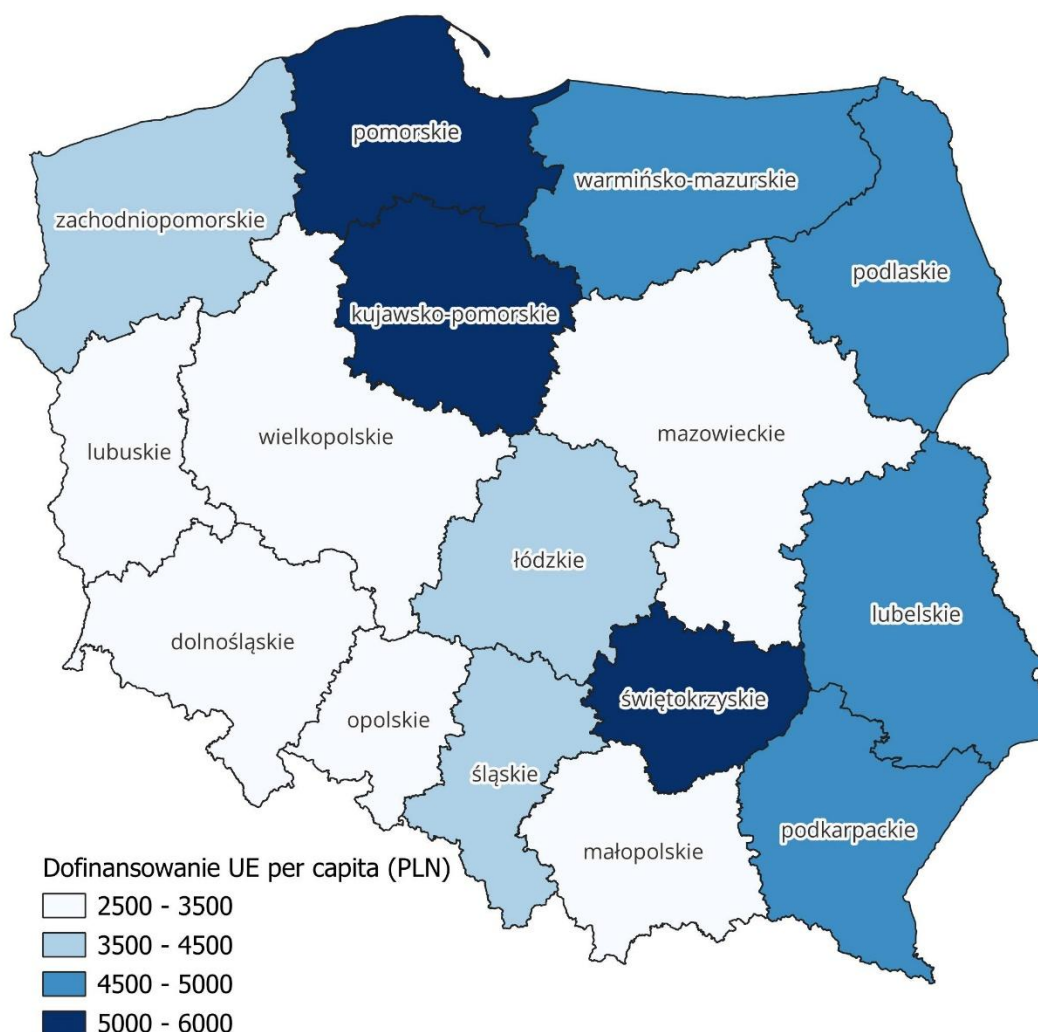 pomorskie
warmińsko-mazurskie
zachodniopomorskie
podlaskie
kujawsko-pomorskie
mazowieckie
wielkopolskie
lubuskie
łódzkie
lubelskie
dolnośląskie
świętokrzyskie
opolskie
śląskie
podkarpackie
małopolskie
Dofinansowanie UE per capita (PLN)
2500 - 3500
3500 - 4500
4500 - 5000
5000 - 6000